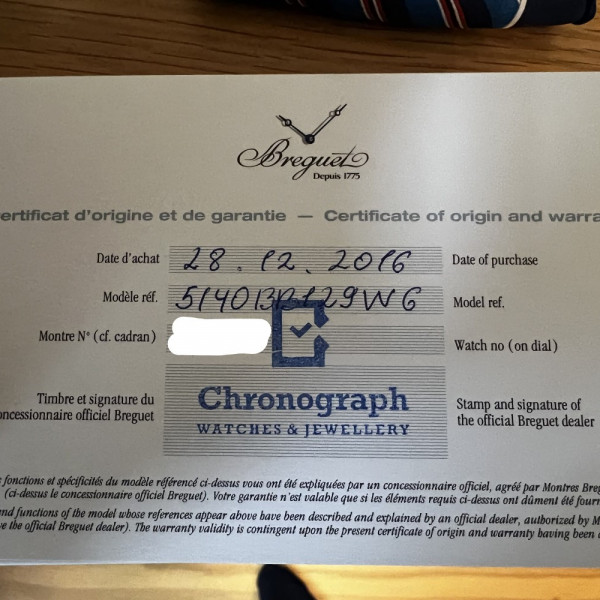 Breguet
Depuis 1775
ertificat d'origine et de garantie — Certificate of origin and warra
Date d'achat 28.12.2016 Date of purchase
Modèle réf. 5140BB129W6 Model ref.
Montre N° (cf. cadran) Watch no (on dial)
Timbre et signature du
concessionnaire officiel Breguet
Chronograph
WATCHES & JEWELLERY
Stamp and signature of
the official Breguet dealer
s fonctions et spécificités du modèle référencé ci-dessus vous ont été expliquées par un concessionnaire officiel, agréé par Montres Breg
(ci-dessus le concessionnaire officiel Breguet). Votre garantie n'est valable que si les éléments requis ci-dessus ont dûment été fourn
nd functions of the model whose references appear above have been described and explained by an official dealer, authorized by M
ve the official Breguet dealer). The warranty validity is contingent upon the present certificate of origin and warranty having been